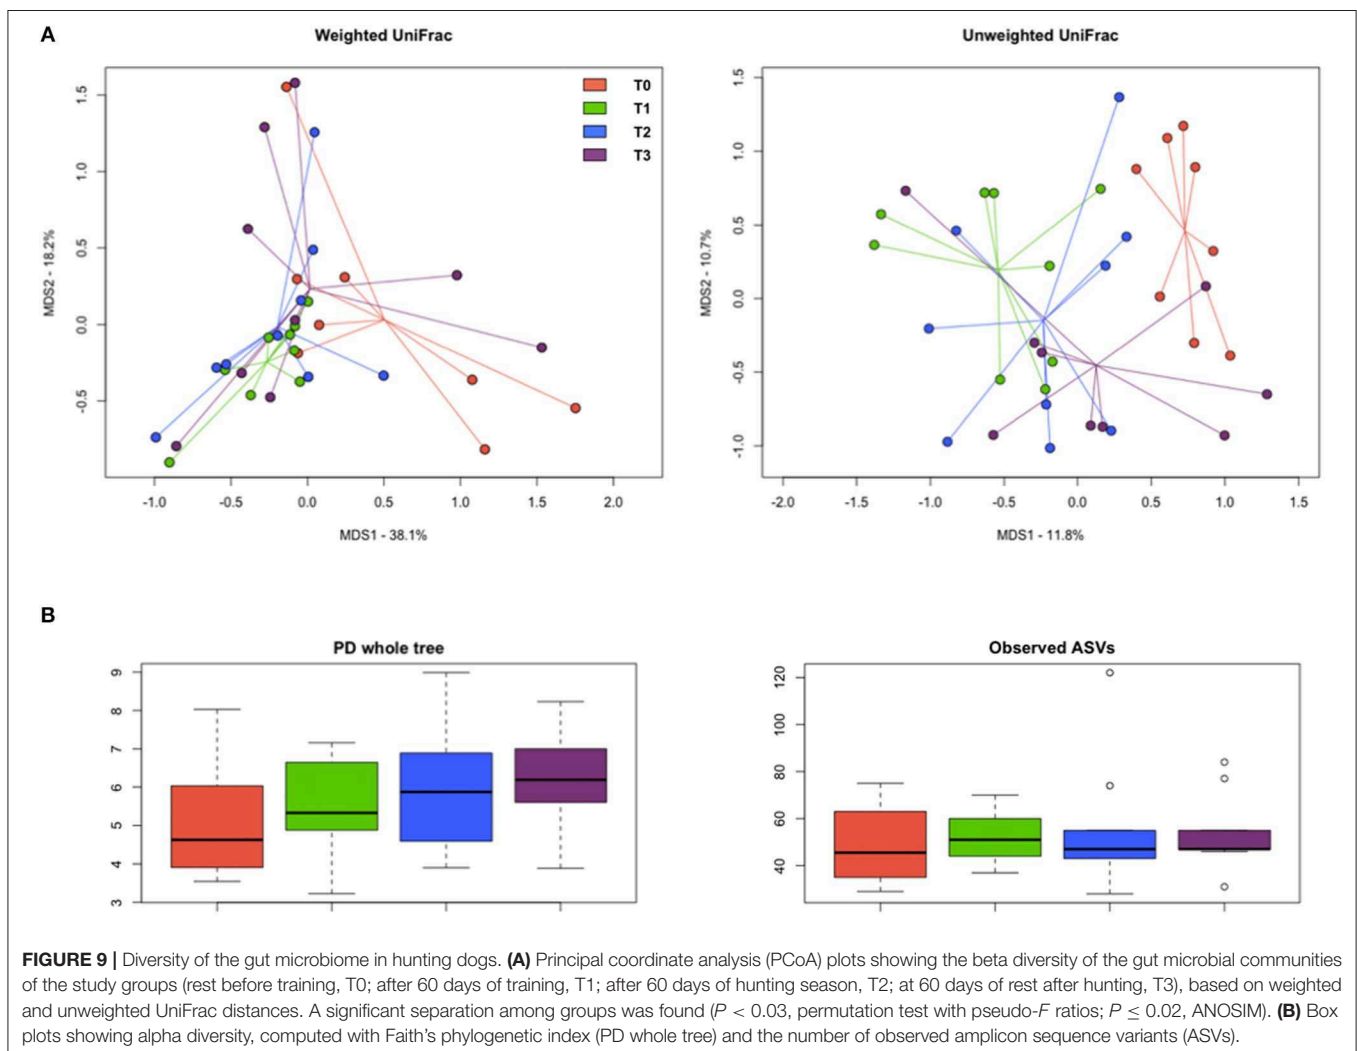 A
Weighted UniFrac
Unweighted UniFrac
T0
T1
T2
T3
MDS2 - 18.2%
1.5
1.0
0.5
0.0
-0.5
-1.0 -0.5 0.0 0.5 1.0 1.5 2.0
MDS1 - 38.1%
MDS2 - 10.7%
1.5
1.0
0.5
0.0
-0.5
-1.0
-2.0 -1.5 -1.0 -0.5 0.0 0.5 1.0 1.5
MDS1 - 11.8%
B
PD whole tree
9
8
7
6
5
4
3
Observed ASVs
120
100
80
60
40
FIGURE 9 | Diversity of the gut microbiome in hunting dogs. (A) Principal coordinate analysis (PCoA) plots showing the beta diversity of the gut microbial communities
of the study groups (rest before training, T0; after 60 days of training, T1; after 60 days of hunting season, T2; at 60 days of rest after hunting, T3), based on weighted
and unweighted UniFrac distances. A significant separation among groups was found (P < 0.03, permutation test with pseudo-F ratios; P ≤ 0.02, ANOSIM). (B) Box
plots showing alpha diversity, computed with Faith's phylogenetic index (PD whole tree) and the number of observed amplicon sequence variants (ASVs).